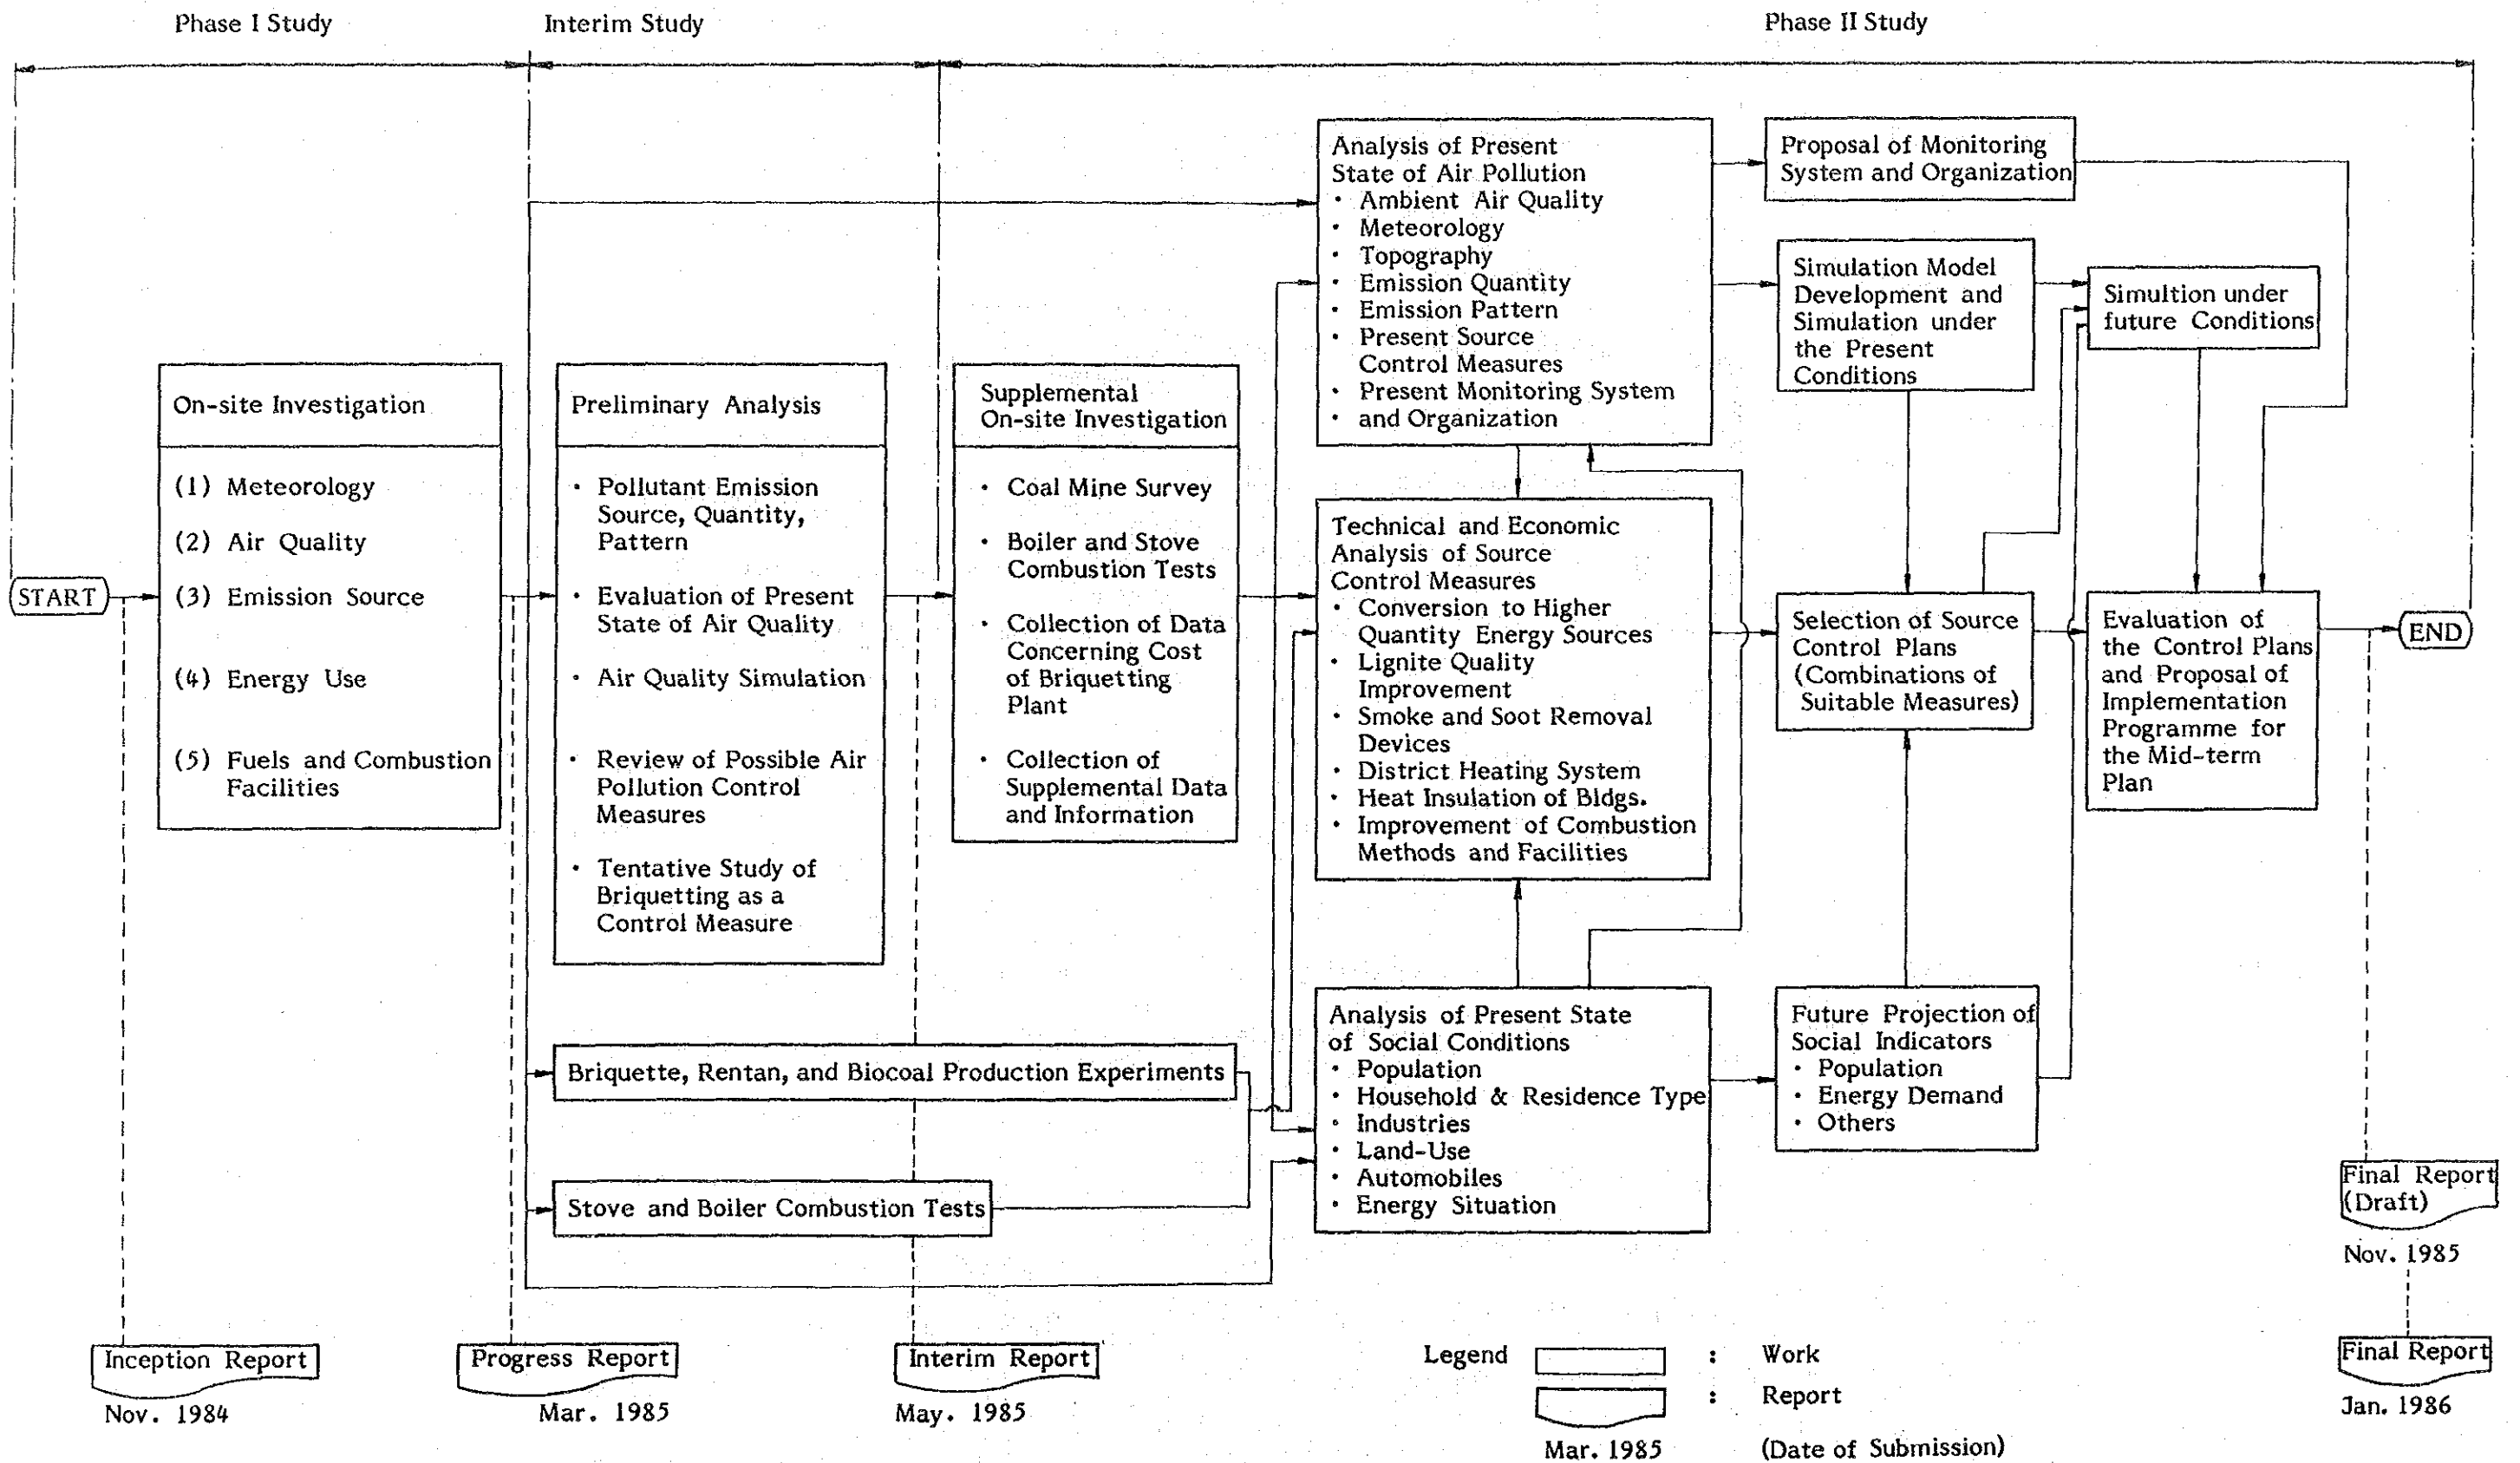 Phase I Study
Interim Study
Phase II Study
START
On-site Investigation
(1) Meteorology
(2) Air Quality
(3) Emission Source
(4) Energy Use
(5) Fuels and Combustion
Facilities
Preliminary Analysis
· Pollutant Emission
Source, Quantity,
Pattern
· Evaluation of Present
State of Air Quality
· Air Quality Simulation
· Review of Possible Air
Pollution Control
Measures
· Tentative Study of
Briquetting as a
Control Measure
Supplemental
On-site Investigation
· Coal Mine Survey
· Boiler and Stove
Combustion Tests
· Collection of Data
Concerning Cost
of Briquetting
Plant
· Collection of
Supplemental Data
and Information
Briquette, Rentan, and Biocoal Production Experiments
Stove and Boiler Combustion Tests
Analysis of Present
State of Air Pollution
· Ambient Air Quality
· Meteorology
· Topography
· Emission Quantity
· Emission Pattern
· Present Source
Control Measures
· Present Monitoring System
· and Organization
Technical and Economic
Analysis of Source
Control Measures
· Conversion to Higher
Quantity Energy Sources
· Lignite Quality
Improvement
· Smoke and Soot Removal
Devices
· District Heating System
· Heat Insulation of Bldgs.
· Improvement of Combustion
Methods and Facilities
Analysis of Present State
of Social Conditions
· Population
· Household & Residence Type
· Industries
· Land-Use
· Automobiles
· Energy Situation
Proposal of Monitoring
System and Organization
Simulation Model
Development and
Simulation under
the Present
Conditions
Simultion under
future Conditions
Selection of Source
Control Plans
(Combinations of
Suitable Measures)
Future Projection of
Social Indicators
· Population
· Energy Demand
· Others
Evaluation of
the Control Plans
and Proposal of
Implementation
Programme for
the Mid-term
Plan
END
Inception Report
Nov. 1984
Progress Report
Mar. 1985
Interim Report
May. 1985
Final Report
(Draft)
Nov. 1985
Final Report
Jan. 1986
Legend
: Work
: Report
Mar. 1985 (Date of Submission)